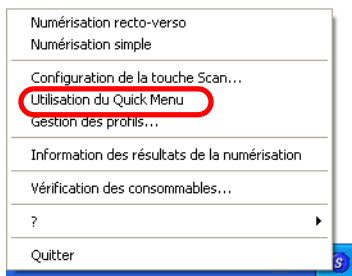 Numérisation recto-verso
Numérisation simple
Configuration de la touche Scan...
Utilisation du Quick Menu
Gestion des profils...
Information des résultats de la numérisation
Vérification des consommables...
?
Quitter
S